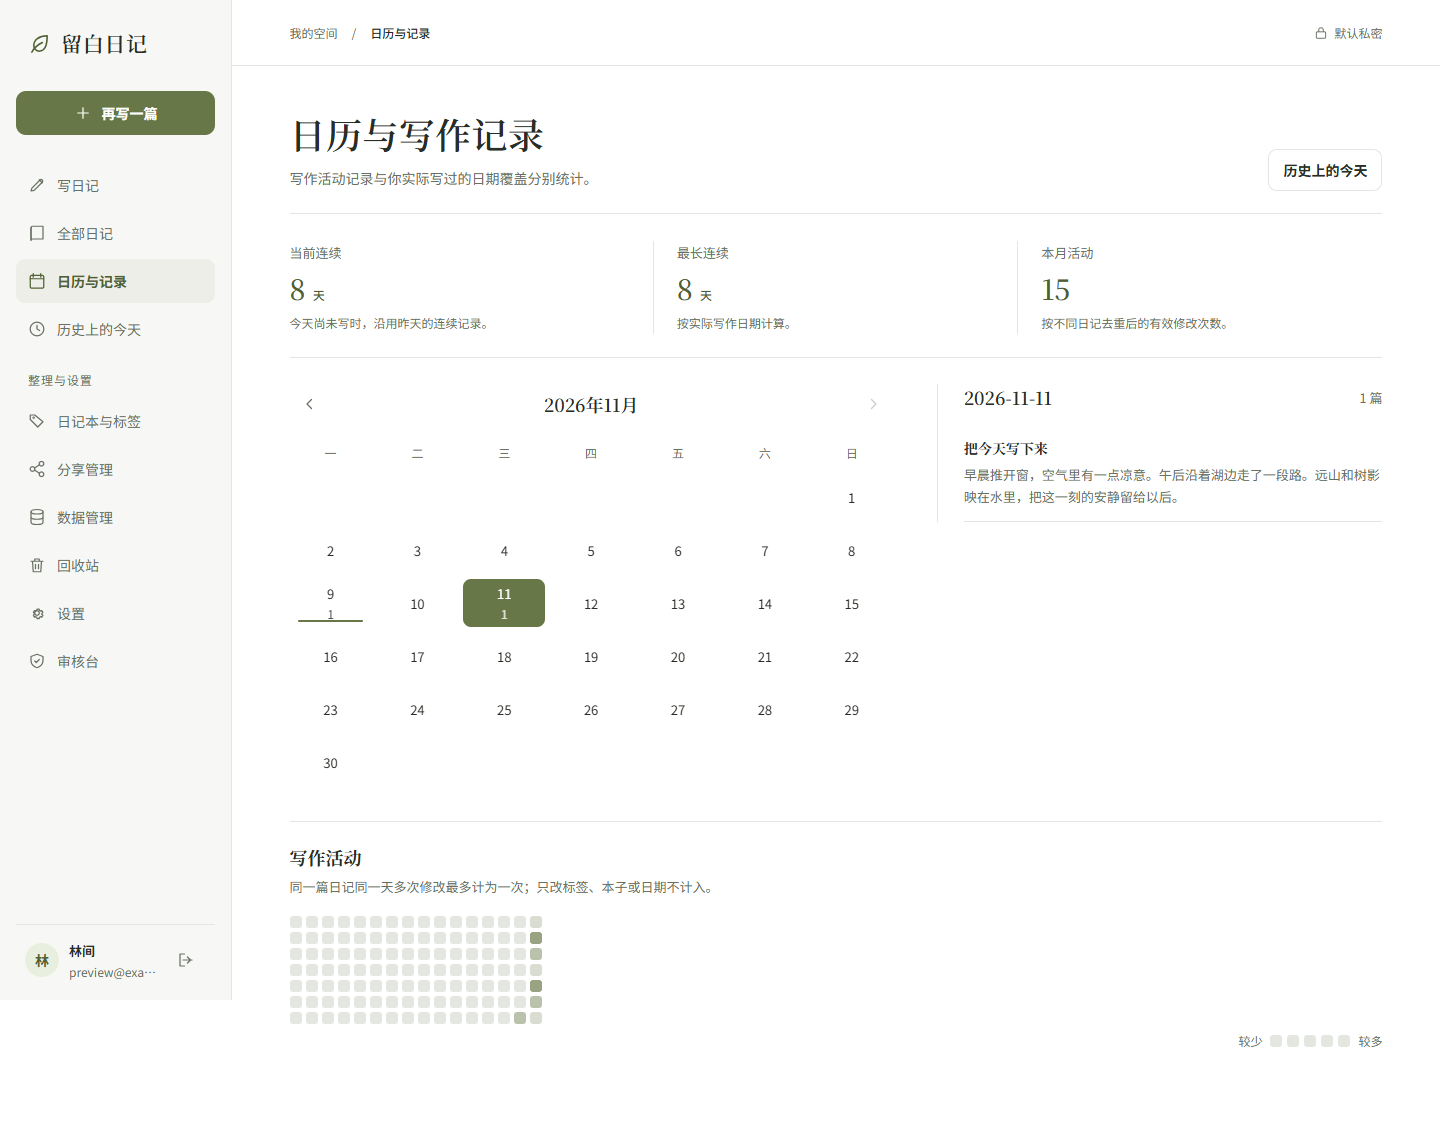 留白日记
再写一篇
写日记
全部日记
日历与记录
历史上的今天
整理与设置
日记本与标签
分享管理
数据管理
回收站
设置
审核台
林
林间
preview@exa···
我的空间 / 日历与记录
默认私密
日历与写作记录
写作活动记录与你实际写过的日期覆盖分别统计。
历史上的今天
当前连续
8 天
今天尚未写时，沿用昨天的连续记录。
最长连续
8 天
按实际写作日期计算。
本月活动
15
按不同日记去重后的有效修改次数。
2026年11月
一 二 三 四 五 六 日
1
2 3 4 5 6 7 8
9 10 11 12 13 14 15
1 1
16 17 18 19 20 21 22
23 24 25 26 27 28 29
30
2026-11-11
1 篇
把今天写下来
早晨推开窗，空气里有一点凉意。午后沿着湖边走了一段路。远山和树影
映在水里，把这一刻的安静留给以后。
写作活动
同一篇日记同一天多次修改最多计为一次；只改标签、本子或日期不计入。
较少 较多